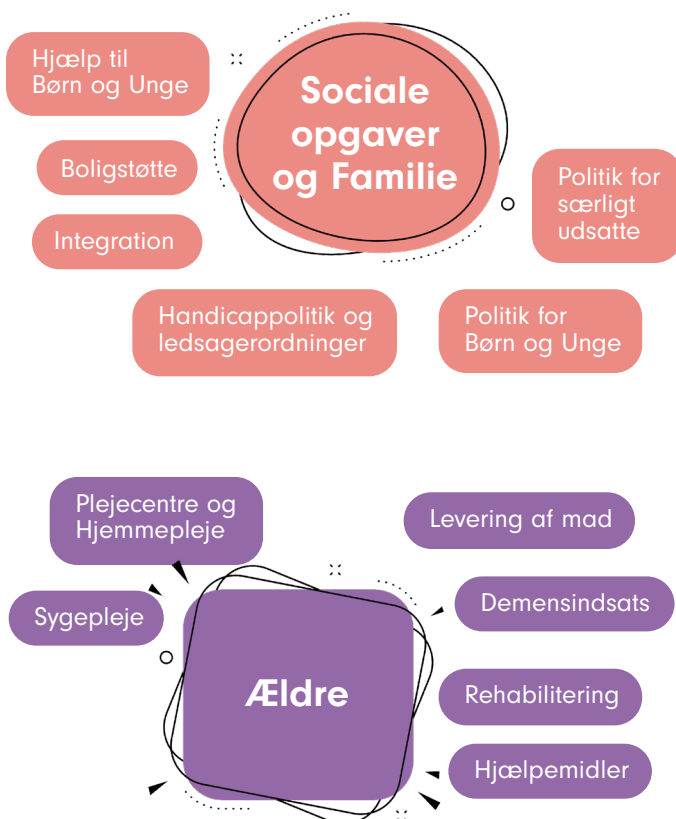 Hjælp til
Børn og Unge
Sociale
opgaver
og Familie
Boligstøtte
Politik for
særligt
udsatte
Integration
Handicappolitik og
ledsagerordninger
Politik for
Børn og Unge
Plejecentre og
Hjemmepleje
Levering af mad
Sygepleje
Demensindsats
Ældre
Rehabilitering
Hjælpemidler